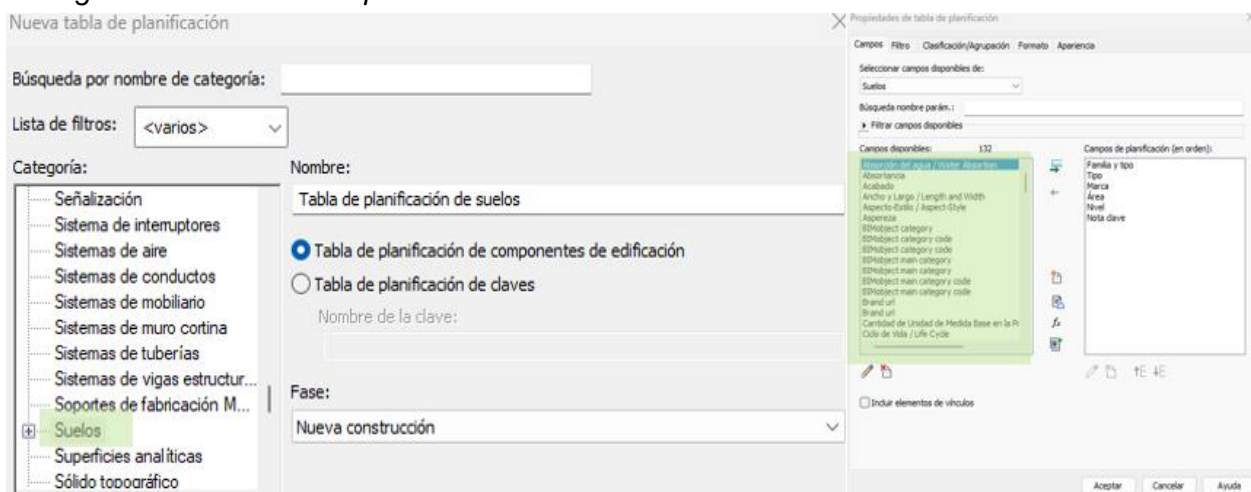 Nueva tabla de planificación
Búsqueda por nombre de categoría:
Lista de filtros: <varios>
Categoría:
Señalización
Sistema de interruptores
Sistemas de aire
Sistemas de conductos
Sistemas de mobiliario
Sistemas de muro cortina
Sistemas de tuberías
Sistemas de vigas estructur...
Soportes de fabricación M...
Suelos
Superficies analíticas
Sólido topográfico
Nombre:
Tabla de planificación de suelos
Tabla de planificación de componentes de edificación
Tabla de planificación de claves
Nombre de la clave:
Fase:
Nueva construcción
Propiedades de tabla de planificación
Campos Filtro Clasificación/Agrupación Formato Apariencia
Seleccionar campos disponibles de:
Suelos
Búsqueda nombre parám.:
Filtrar campos disponibles
Campos disponibles: 132
Absorción del agua / Water Absorbtion
Absortancia
Acabado
Ancho y Largo / Length and Width
Aspecto-Estilo / Aspect-Style
Aspereza
BIMobject category
BIMobject category code
BIMobject category code
BIMobject main category
BIMobject main category
BIMobject main category code
BIMobject main category code
Brand url
Brand url
Cantidad de Unidad de Medida Base en la
Ciclo de Vida / Life Cycle
Campos de planificación (en orden):
Familia y tipo
Tipo
Marca
Área
Nivel
Nota clave
Incluir elementos de vínculos
Aceptar Cancelar Ayuda